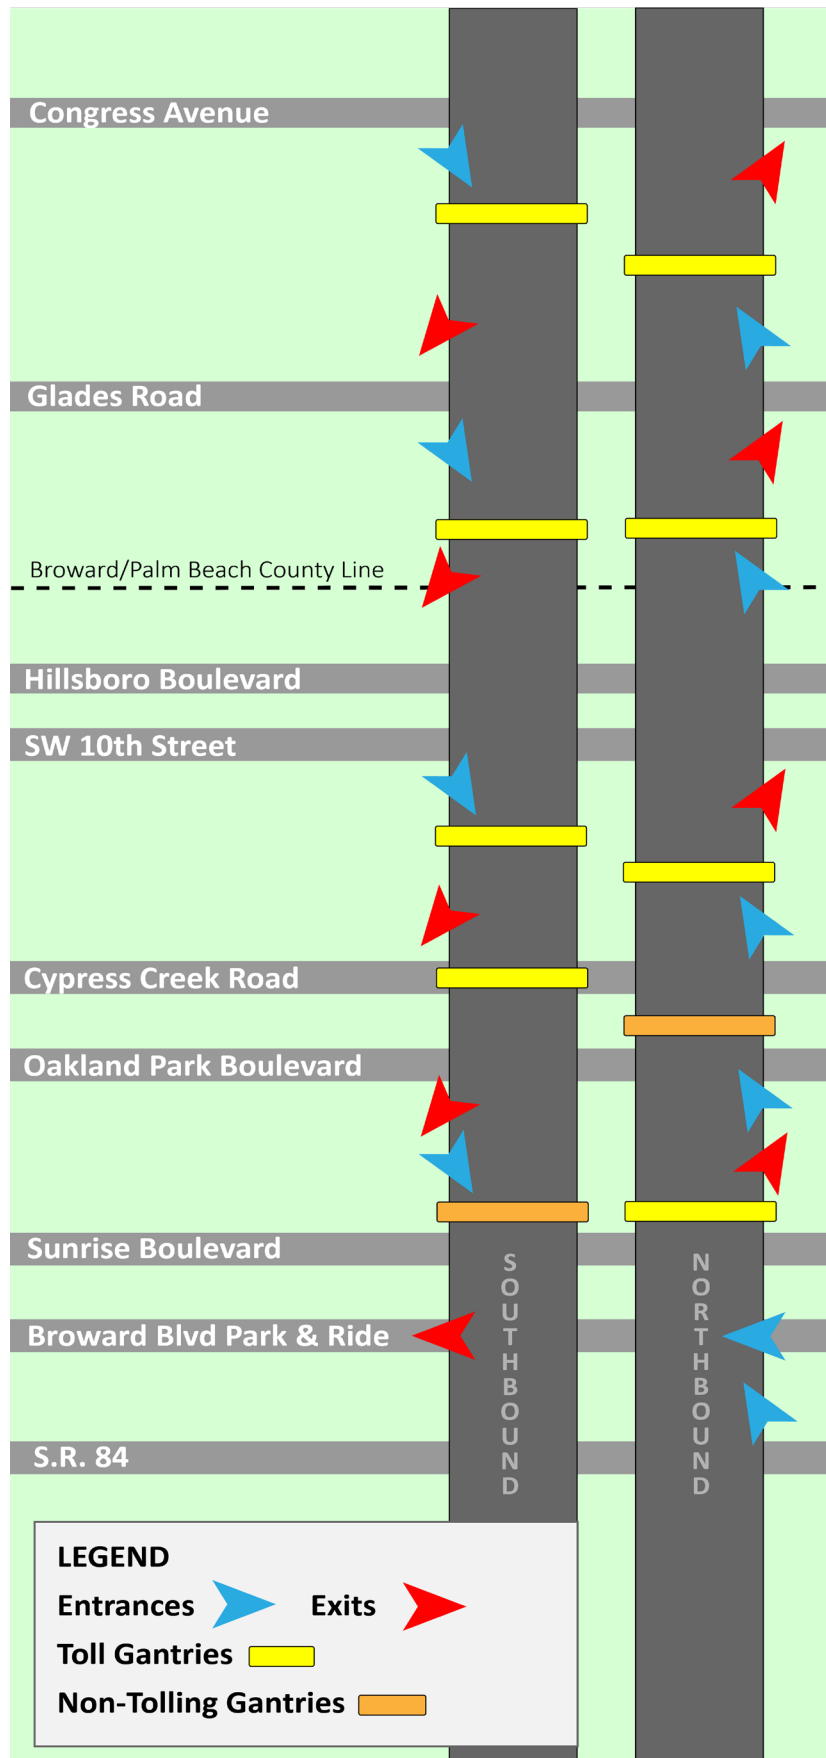 Congress Avenue
Glades Road
Broward/Palm Beach County Line
Hillsboro Boulevard
SW 10th Street
Cypress Creek Road
Oakland Park Boulevard
Sunrise Boulevard
SOUTHBOUND
NORTHBOUND
Broward Blvd Park & Ride
S.R. 84
LEGEND
Entrances Exits
Toll Gantries
Non-Tolling Gantries